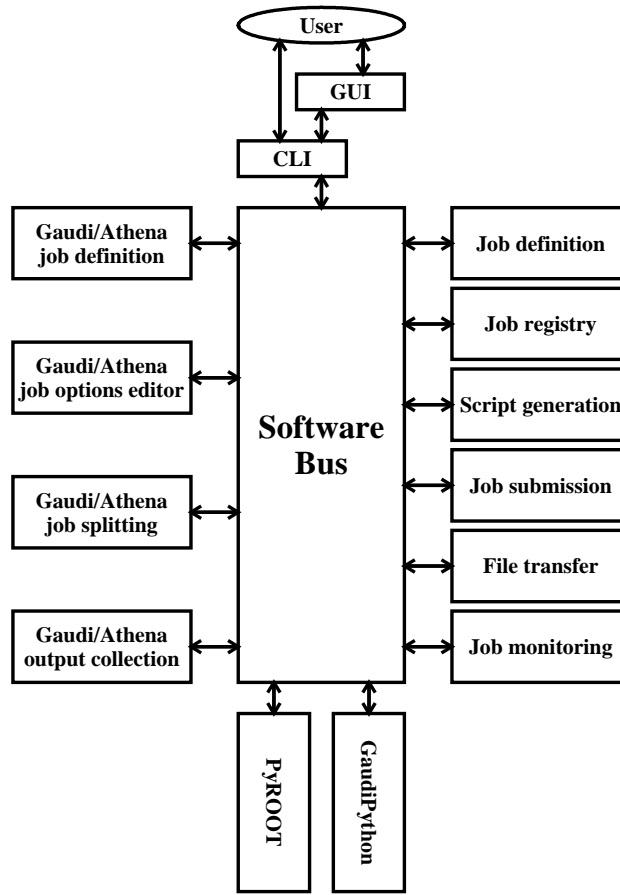 User
GUI
CLI
Gaudi/Athena
job definition
Gaudi/Athena
job options editor
Gaudi/Athena
job splitting
Gaudi/Athena
output collection
Software
Bus
Job definition
Job registry
Script generation
Job submission
File transfer
Job monitoring
PyROOT
GaudiPython